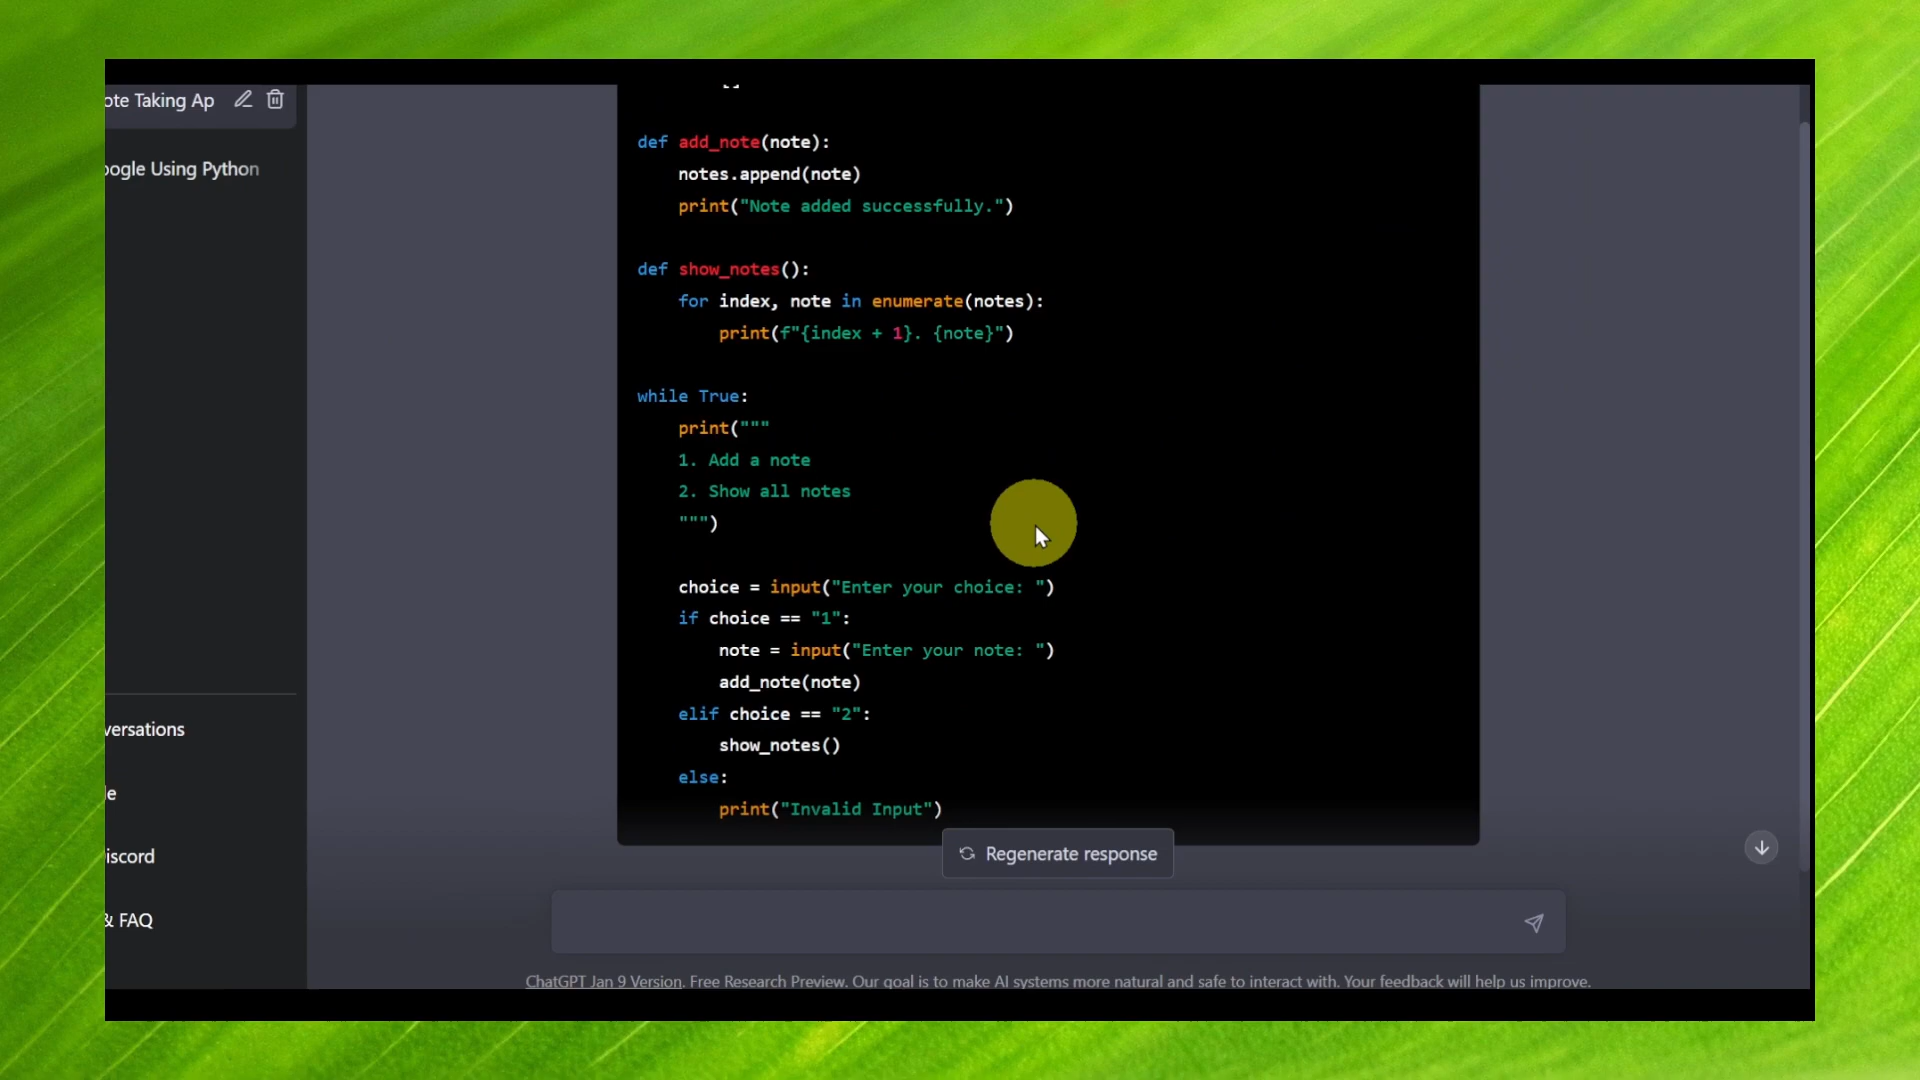 ote Taking Ap
oogle Using Python
versations
le
iscord
& FAQ
def add_note(note):
notes.append(note)
print("Note added successfully.")
def show_notes():
for index, note in enumerate(notes):
print(f"{index + 1}. {note}")
while True:
print("""
1. Add a note
2. Show all notes
""")
choice = input("Enter your choice: ")
if choice == "1":
note = input("Enter your note: ")
add_note(note)
elif choice == "2":
show_notes()
else:
print("Invalid Input")
Regenerate response
ChatGPT Jan 9 Version. Free Research Preview. Our goal is to make AI systems more natural and safe to interact with. Your feedback will help us improve.